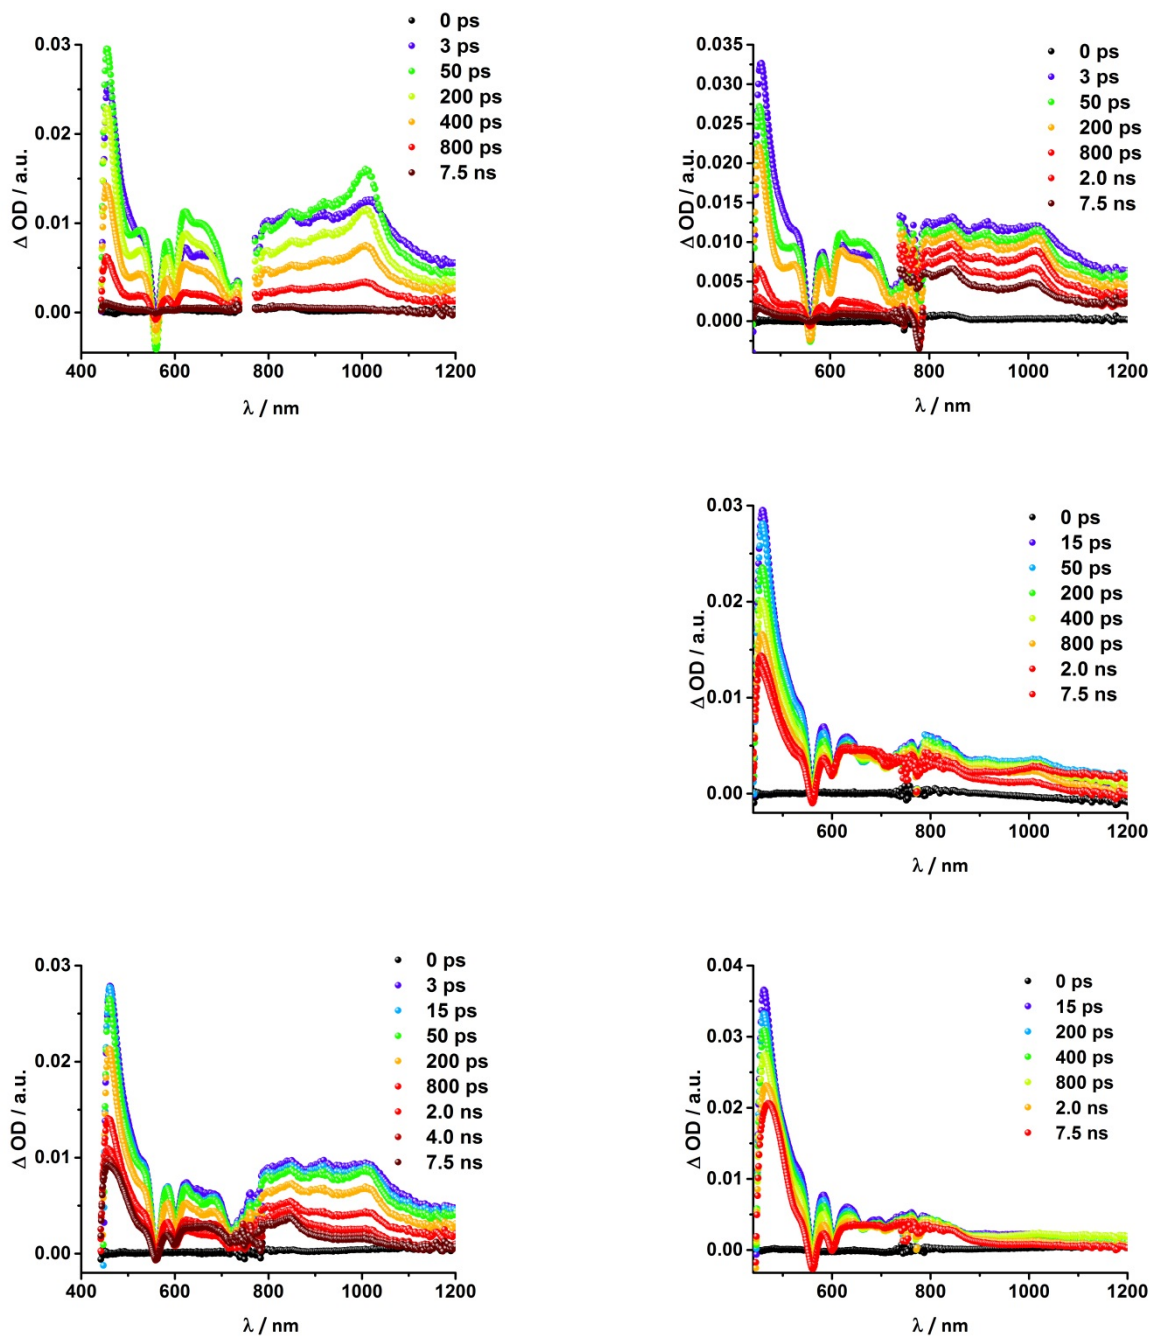 0 ps
3 ps
50 ps
200 ps
400 ps
800 ps
7.5 ns
0.03
0.02
0.01
0.00
Δ OD / a.u.
400 600 800 1000 1200
λ / nm
0 ps
3 ps
50 ps
200 ps
800 ps
2.0 ns
7.5 ns
0.035
0.030
0.025
0.020
0.015
0.010
0.005
0.000
Δ OD / a.u.
600 800 1000 1200
λ / nm
0 ps
15 ps
50 ps
200 ps
400 ps
800 ps
2.0 ns
7.5 ns
0.03
0.02
0.01
0.00
Δ OD / a.u.
600 800 1000 1200
λ / nm
0 ps
3 ps
15 ps
50 ps
200 ps
800 ps
2.0 ns
4.0 ns
7.5 ns
0.03
0.02
0.01
0.00
Δ OD / a.u.
400 600 800 1000 1200
λ / nm
0 ps
15 ps
200 ps
400 ps
800 ps
2.0 ns
7.5 ns
0.04
0.03
0.02
0.01
0.00
Δ OD / a.u.
600 800 1000 1200
λ / nm